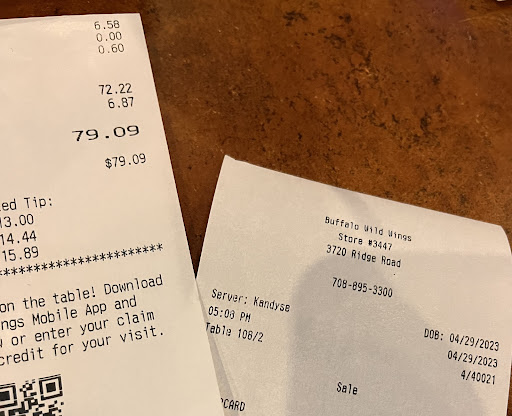 6.58
0.00
0.60
72.22
6.87
79.09
$79.09
ed Tip:
13.00
14.44
15.89
***********************
on the table! Download
ngs Mobile App and
or enter your claim
credit for your visit.
Buffalo Wild Wings
Store #3447
3720 Ridge Road
708-895-3300
Server: Kandyse
05:06 PM
Table 106/2
DOB: 04/29/2023
04/29/2023
4/40021
Sale
CARD